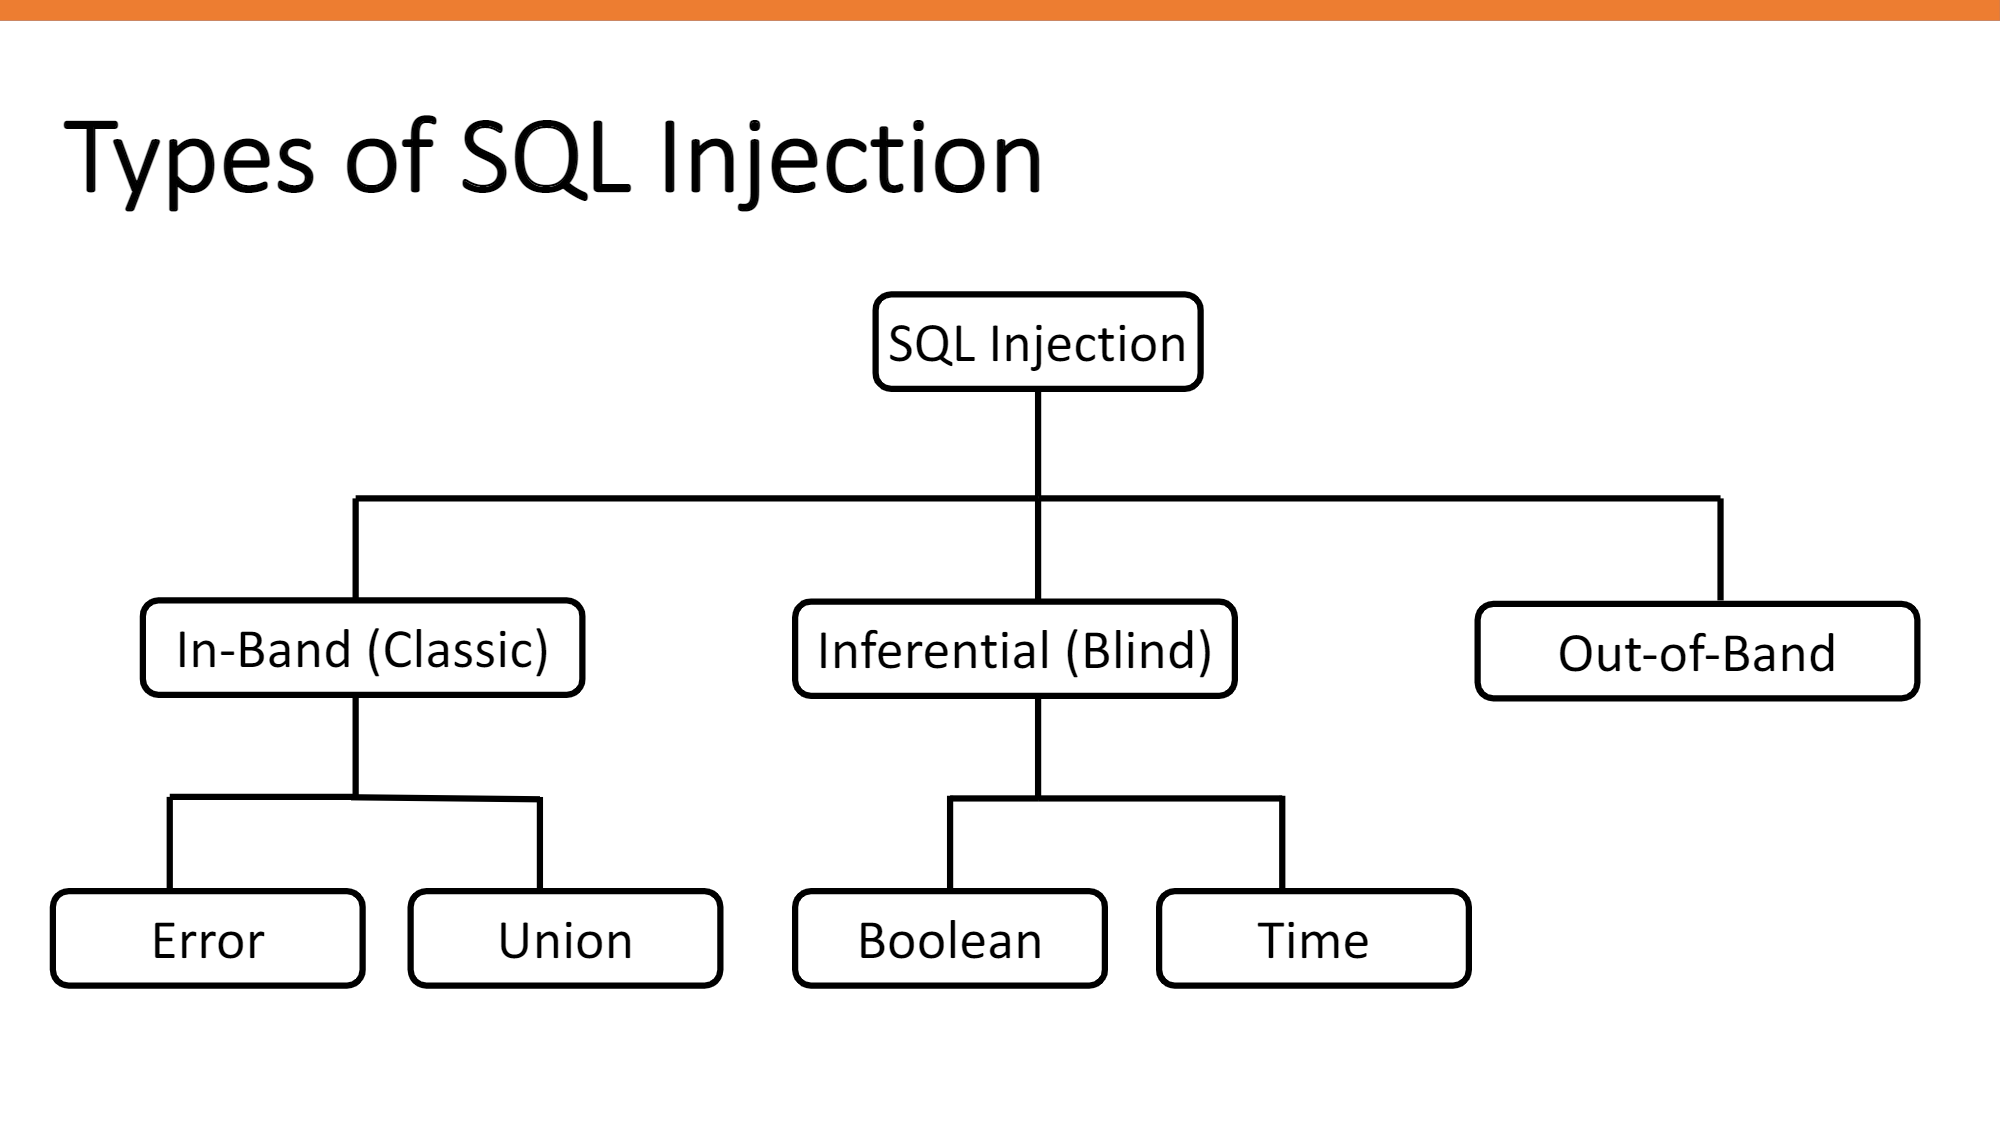 Types of SQL Injection
SQL Injection
In-Band (Classic)
Inferential (Blind)
Out-of-Band
Error
Union
Boolean
Time